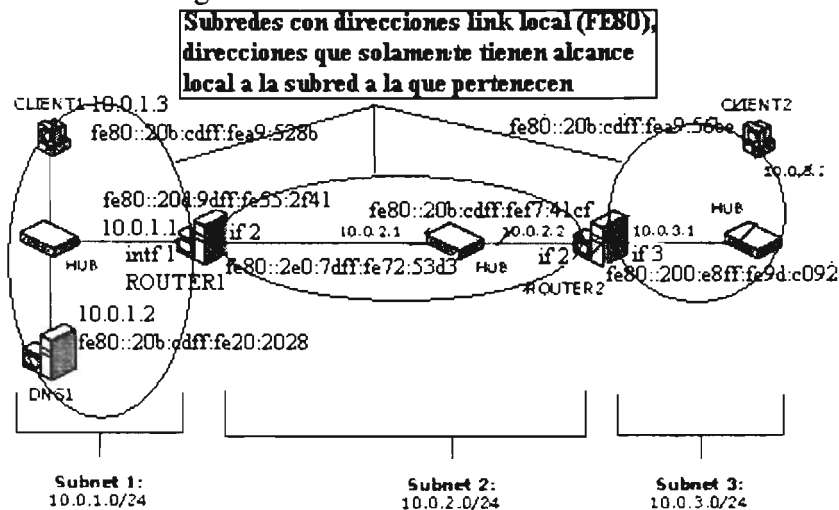 Subredes con direcciones link local (FE80),
direcciones que solamente tienen alcance
local a la subred a la que pertenecen
CLIENT1 10.0.1.3
fe80::20b:cdff:fea9:528b
fe80::20b:cdff:fea9:56be
CLIENT2
fe80::20d:9dff:fe55:2f41
10.0.1.1
intf 1
ROUTER1
HUB
if 2
fe80::2e0:7dff:fe72:53d3
10.0.2.1
fe80::20b:cdff:fef7:41cf
HUB
10.0.2.2
if 2
ROUTER2
10.0.3.1
if 3
HUB
fe80::200:e8ff:fe9d:c092
10.0.1.2
fe80::20b:cdff:fe20:2028
DNS1
Subnet 1:
10.0.1.0/24
Subnet 2:
10.0.2.0/24
Subnet 3:
10.0.3.0/24